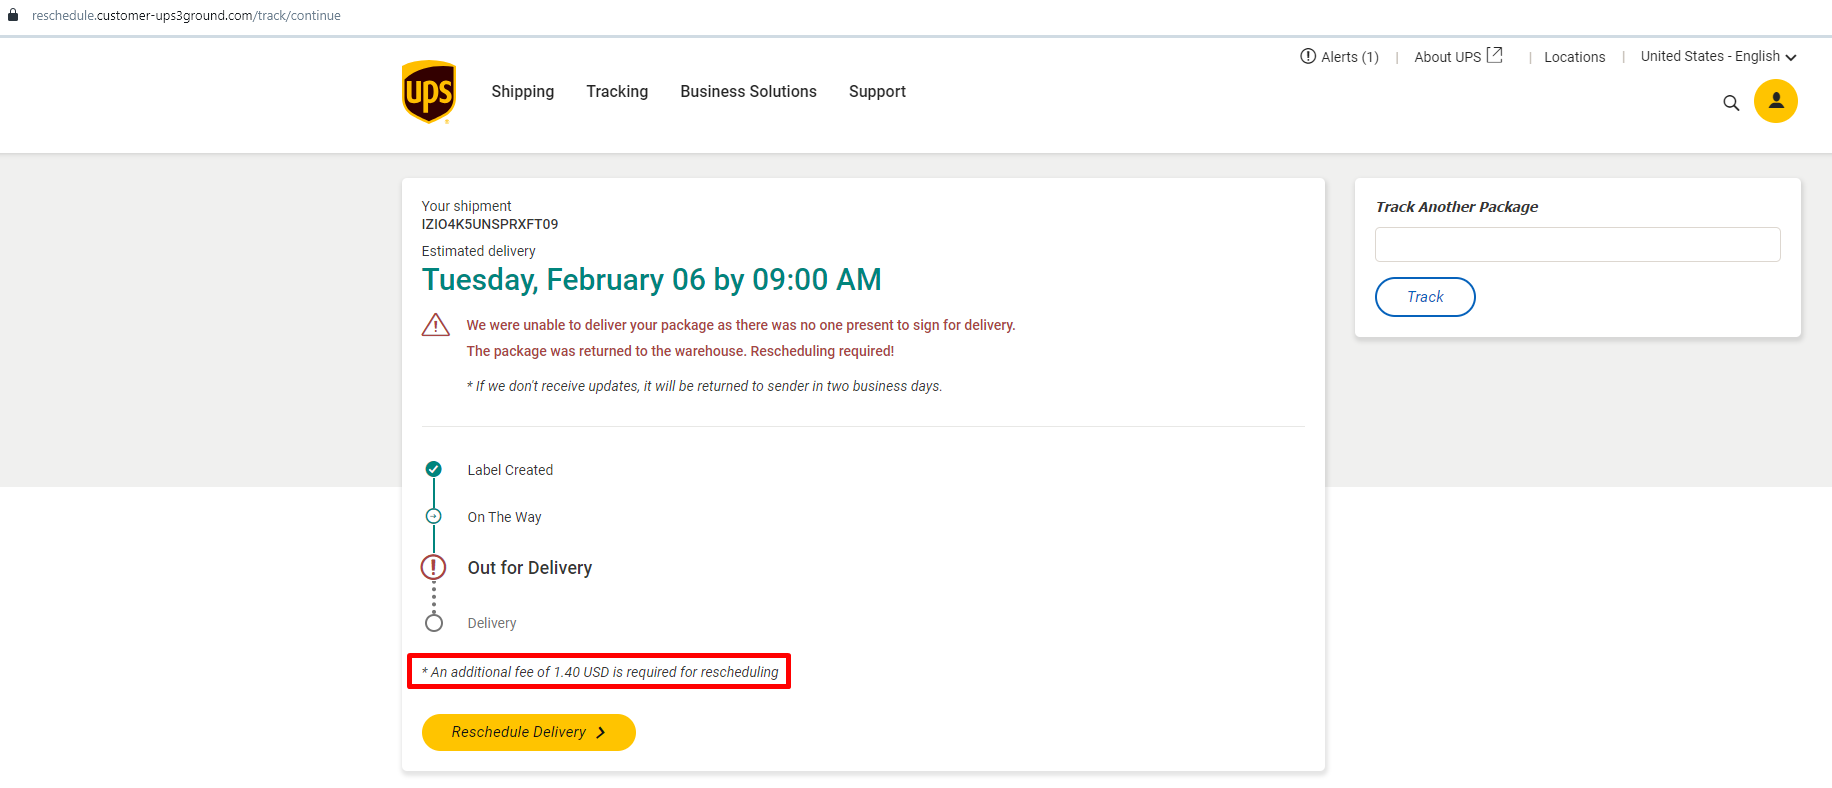 reschedule.customer-ups3ground.com/track/continue
Alerts (1) | About UPS | Locations | United States - English
ups
Shipping Tracking Business Solutions Support
Your shipment
IZIO4K5UNSPRXFT09
Estimated delivery
Tuesday, February 06 by 09:00 AM
We were unable to deliver your package as there was no one present to sign for delivery.
The package was returned to the warehouse. Rescheduling required!
* If we don't receive updates, it will be returned to sender in two business days.
Label Created
On The Way
Out for Delivery
Delivery
* An additional fee of 1.40 USD is required for rescheduling
Reschedule Delivery
Track Another Package
Track